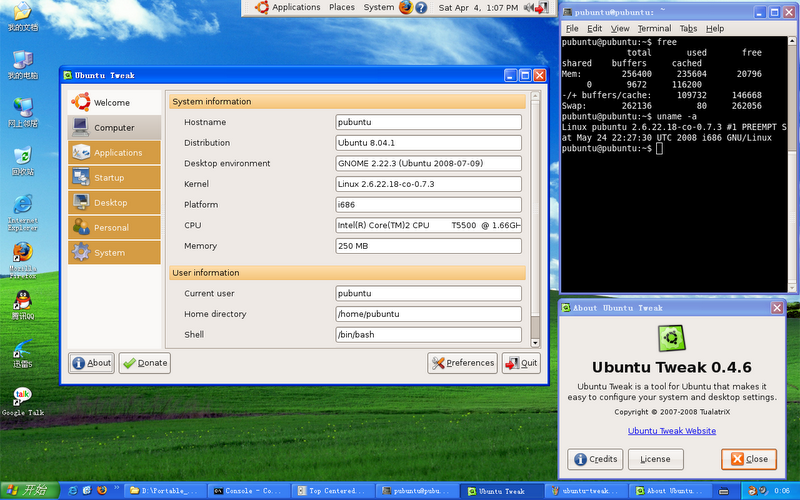 Applications Places System Sat Apr 4, 1:07 PM
我的文档
我的电脑
网上邻居
回收站
Internet Explorer
Mozilla Firefox
腾讯QQ
迅雷5
talk
Google Talk
Ubuntu Tweak
Welcome
Computer
Applications
Startup
Desktop
Personal
System
System information
Hostname pubuntu
Distribution Ubuntu 8.04.1
Desktop environment GNOME 2.22.3 (Ubuntu 2008-07-09)
Kernel Linux 2.6.22.18-co-0.7.3
Platform i686
CPU Intel(R) Core(TM)2 CPU T5500 @ 1.66GH
Memory 250 MB
User information
Current user pubuntu
Home directory /home/pubuntu
Shell /bin/bash
About Donate Preferences Quit
pubuntu@pubuntu: ~
File Edit View Terminal Tabs Help
pubuntu@pubuntu:~$ free
total used free
shared buffers cached
Mem: 256400 235604 20796
0 9672 116200
-/+ buffers/cache: 109732 146668
Swap: 262136 80 262056
pubuntu@pubuntu:~$ uname -a
Linux pubuntu 2.6.22.18-co-0.7.3 #1 PREEMPT S
at May 24 22:27:30 UTC 2008 i686 GNU/Linux
pubuntu@pubuntu:~$
About Ubuntu Tweak
Ubuntu Tweak 0.4.6
Ubuntu Tweak is a tool for Ubuntu that makes it
easy to configure your system and desktop settings.
Copyright © 2007-2008 TualatriX
Ubuntu Tweak Website
Credits License Close
开始 » D:\Portable_... Console - Co... Top Centered... pubuntu@pubu... Ubuntu Tweak ubuntu-tweak... About Ubuntu... 0:06